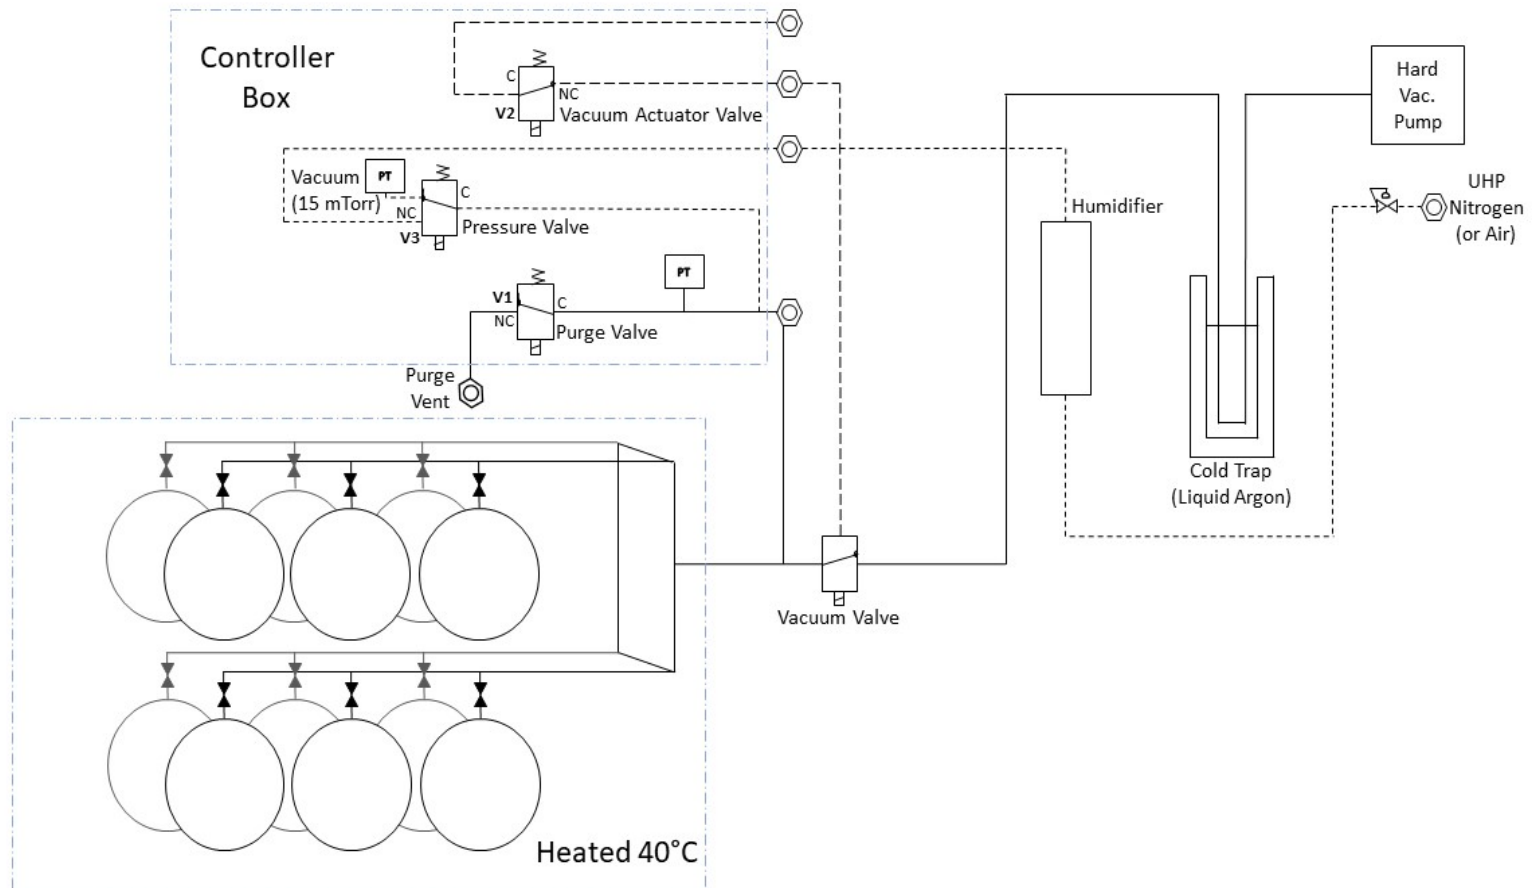 Controller
Box
C
NC
V2
Vacuum Actuator Valve
Hard
Vac.
Pump
Vacuum
(15 mTorr)
PT
C
NC
V3
Pressure Valve
Humidifier
UHP
Nitrogen
(or Air)
PT
V1
C
NC
Purge Valve
Purge
Vent
Cold Trap
(Liquid Argon)
Vacuum Valve
Heated 40°C